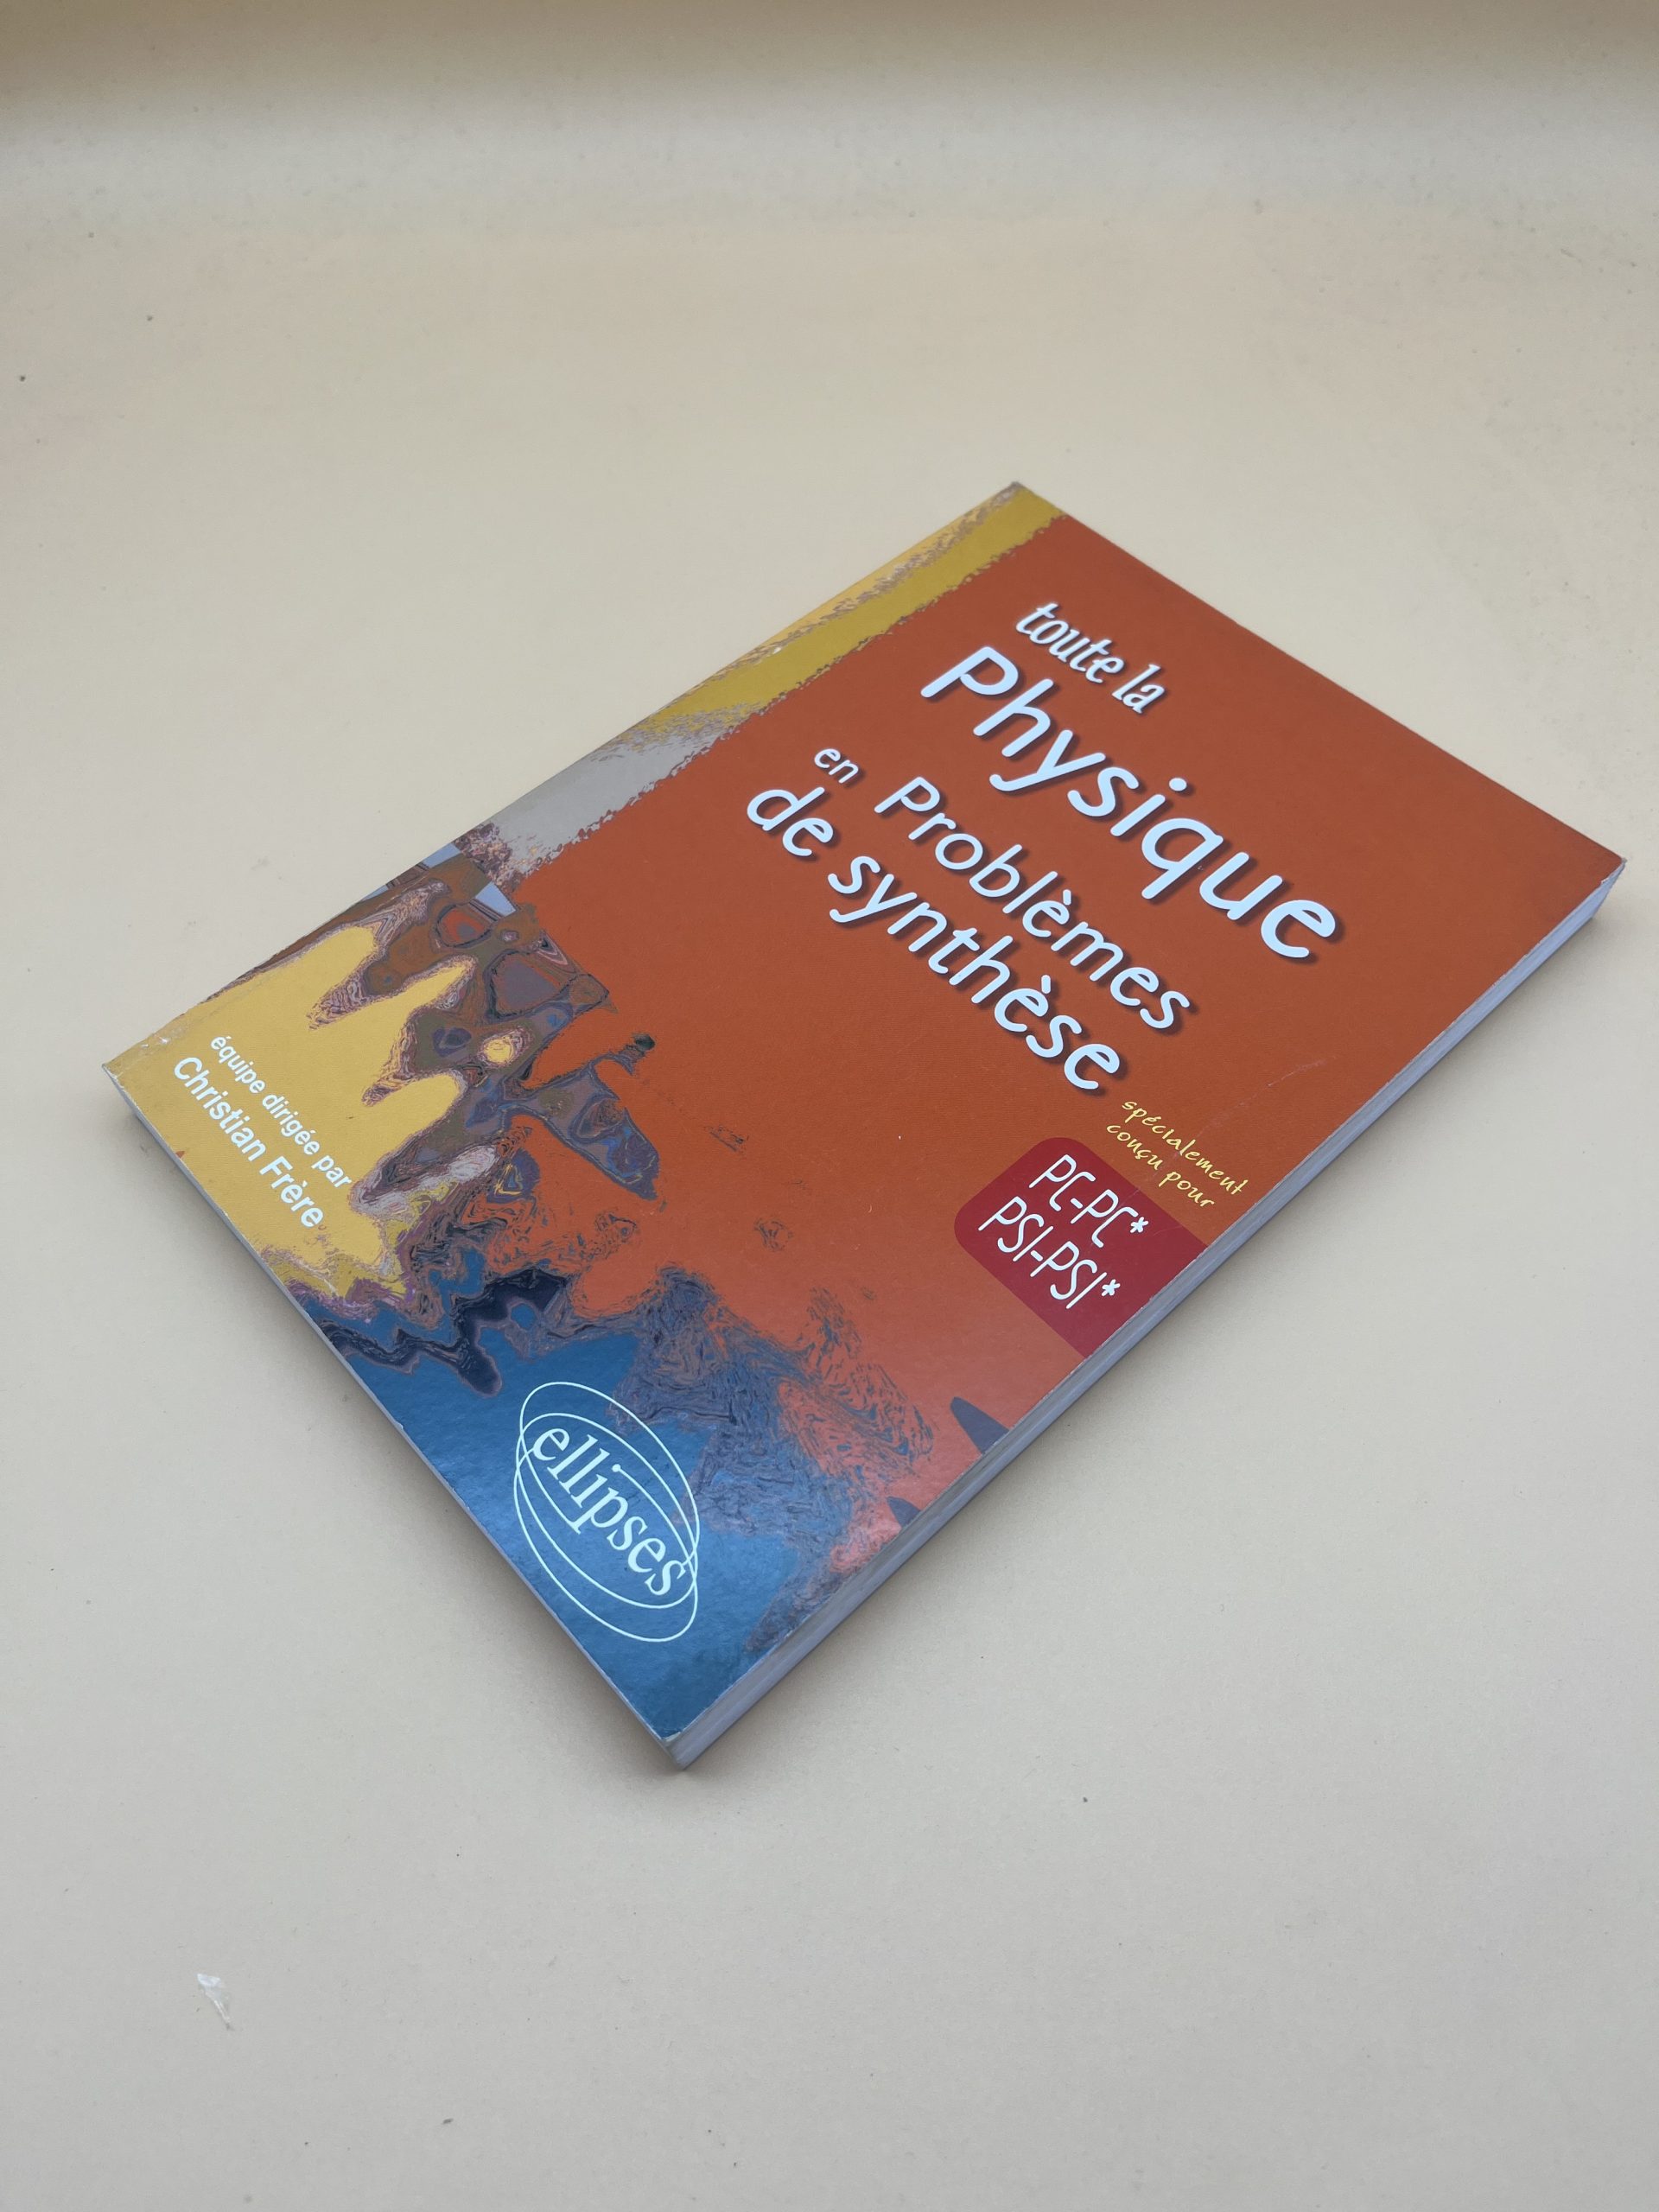 toute la
Physique
en Problèmes
de synthèse
spécialement
conçu pour
PC-PC*
PSI-PSI*
équipe dirigée par
Christian Frère
ellipses